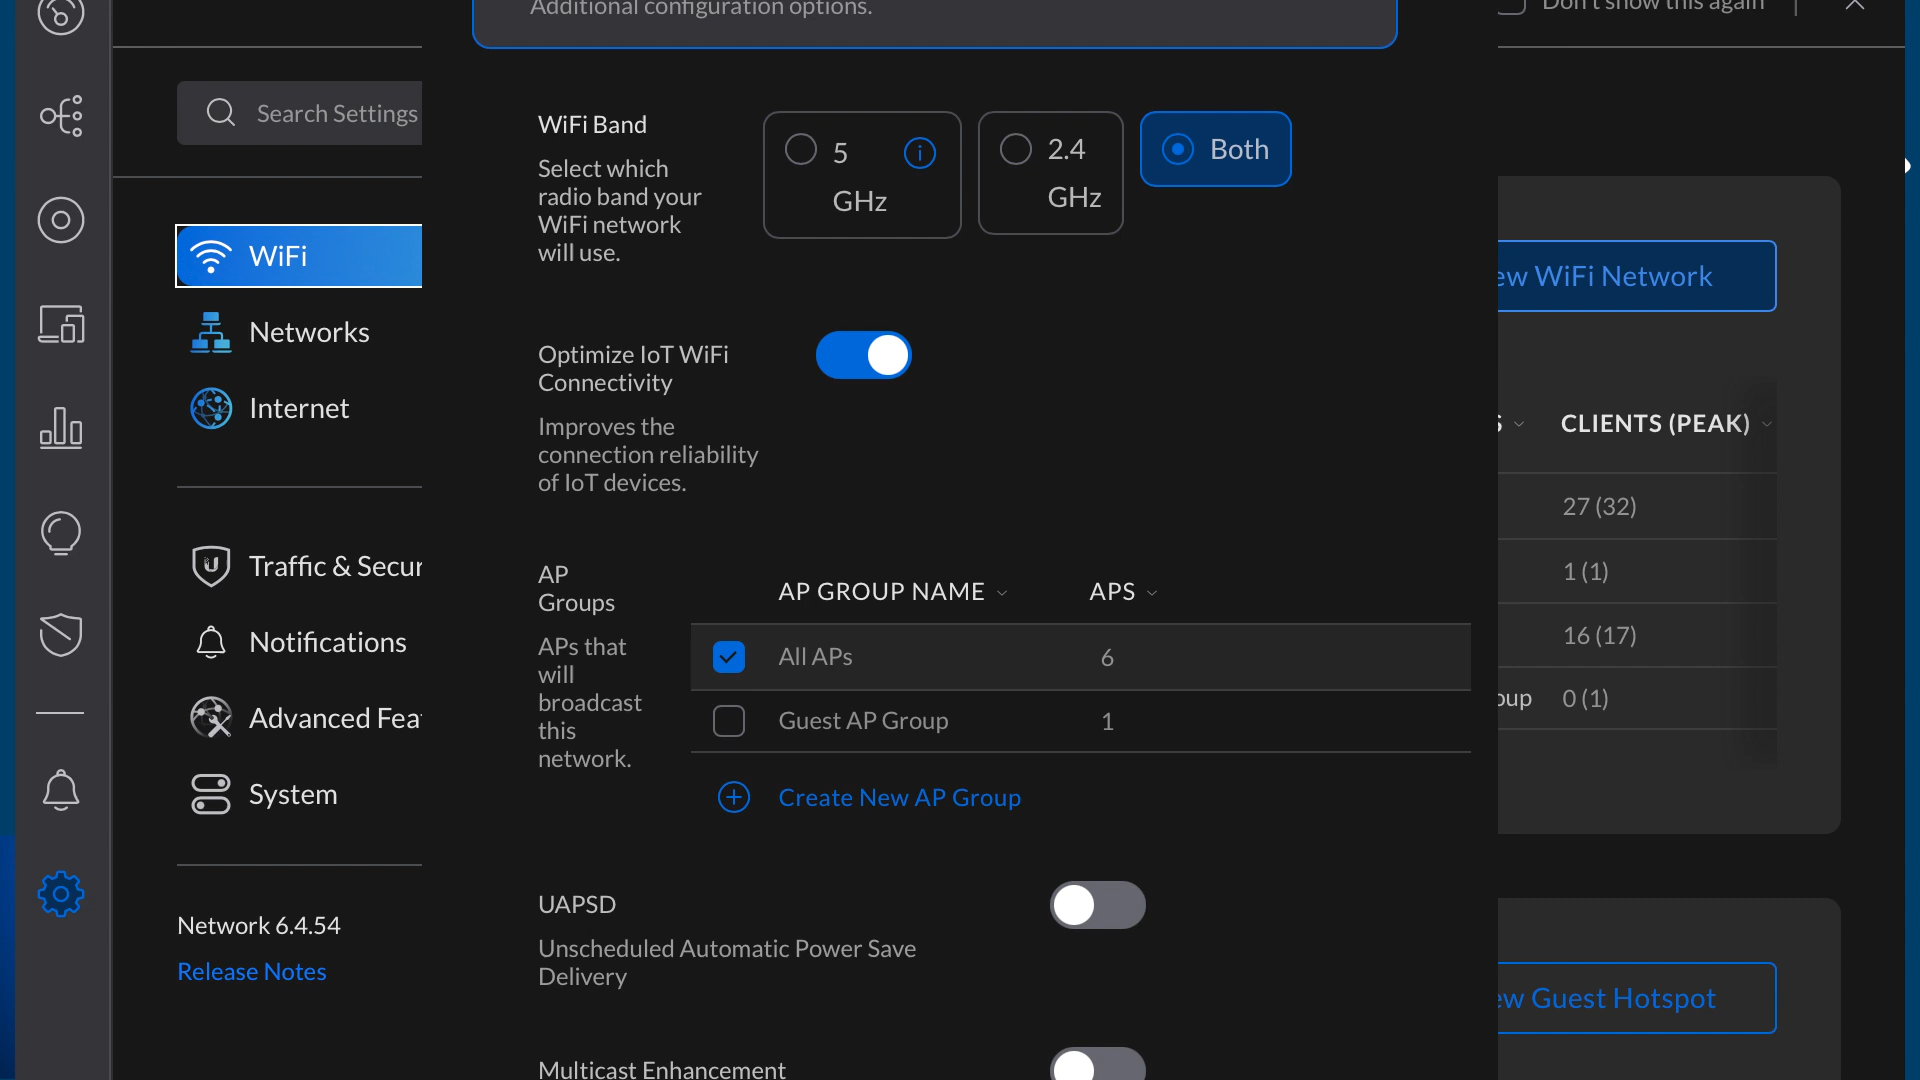 Additional configuration options.
Don't show this again
Search Settings
WiFi
Networks
Internet
Traffic & Secur
Notifications
Advanced Fea
System
Network 6.4.54
Release Notes
WiFi Band
Select which
radio band your
WiFi network
will use.
5
GHz
2.4
GHz
Both
Optimize IoT WiFi
Connectivity
Improves the
connection reliability
of IoT devices.
AP
Groups
APs that
will
broadcast
this
network.
AP GROUP NAME APS
All APs 6
Guest AP Group 1
Create New AP Group
UAPSD
Unscheduled Automatic Power Save
Delivery
Multicast Enhancement
ew WiFi Network
S CLIENTS (PEAK)
27 (32)
1 (1)
16 (17)
oup 0 (1)
ew Guest Hotspot